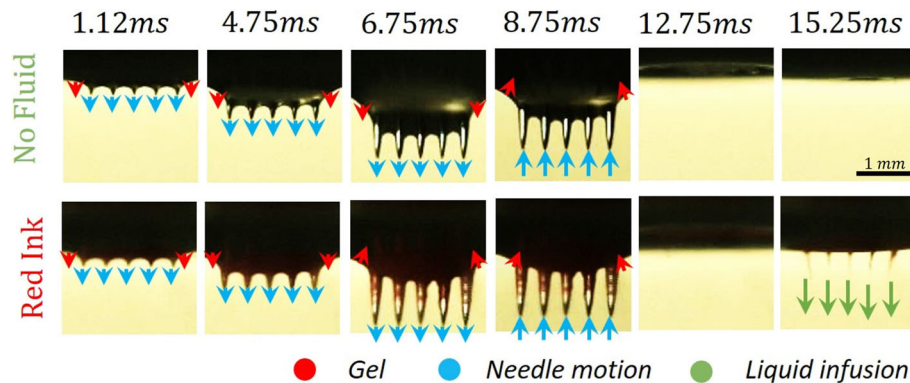 1.12ms 4.75ms 6.75ms 8.75ms 12.75ms 15.25ms
No Fluid
1 mm
Red Ink
Gel Needle motion Liquid infusion